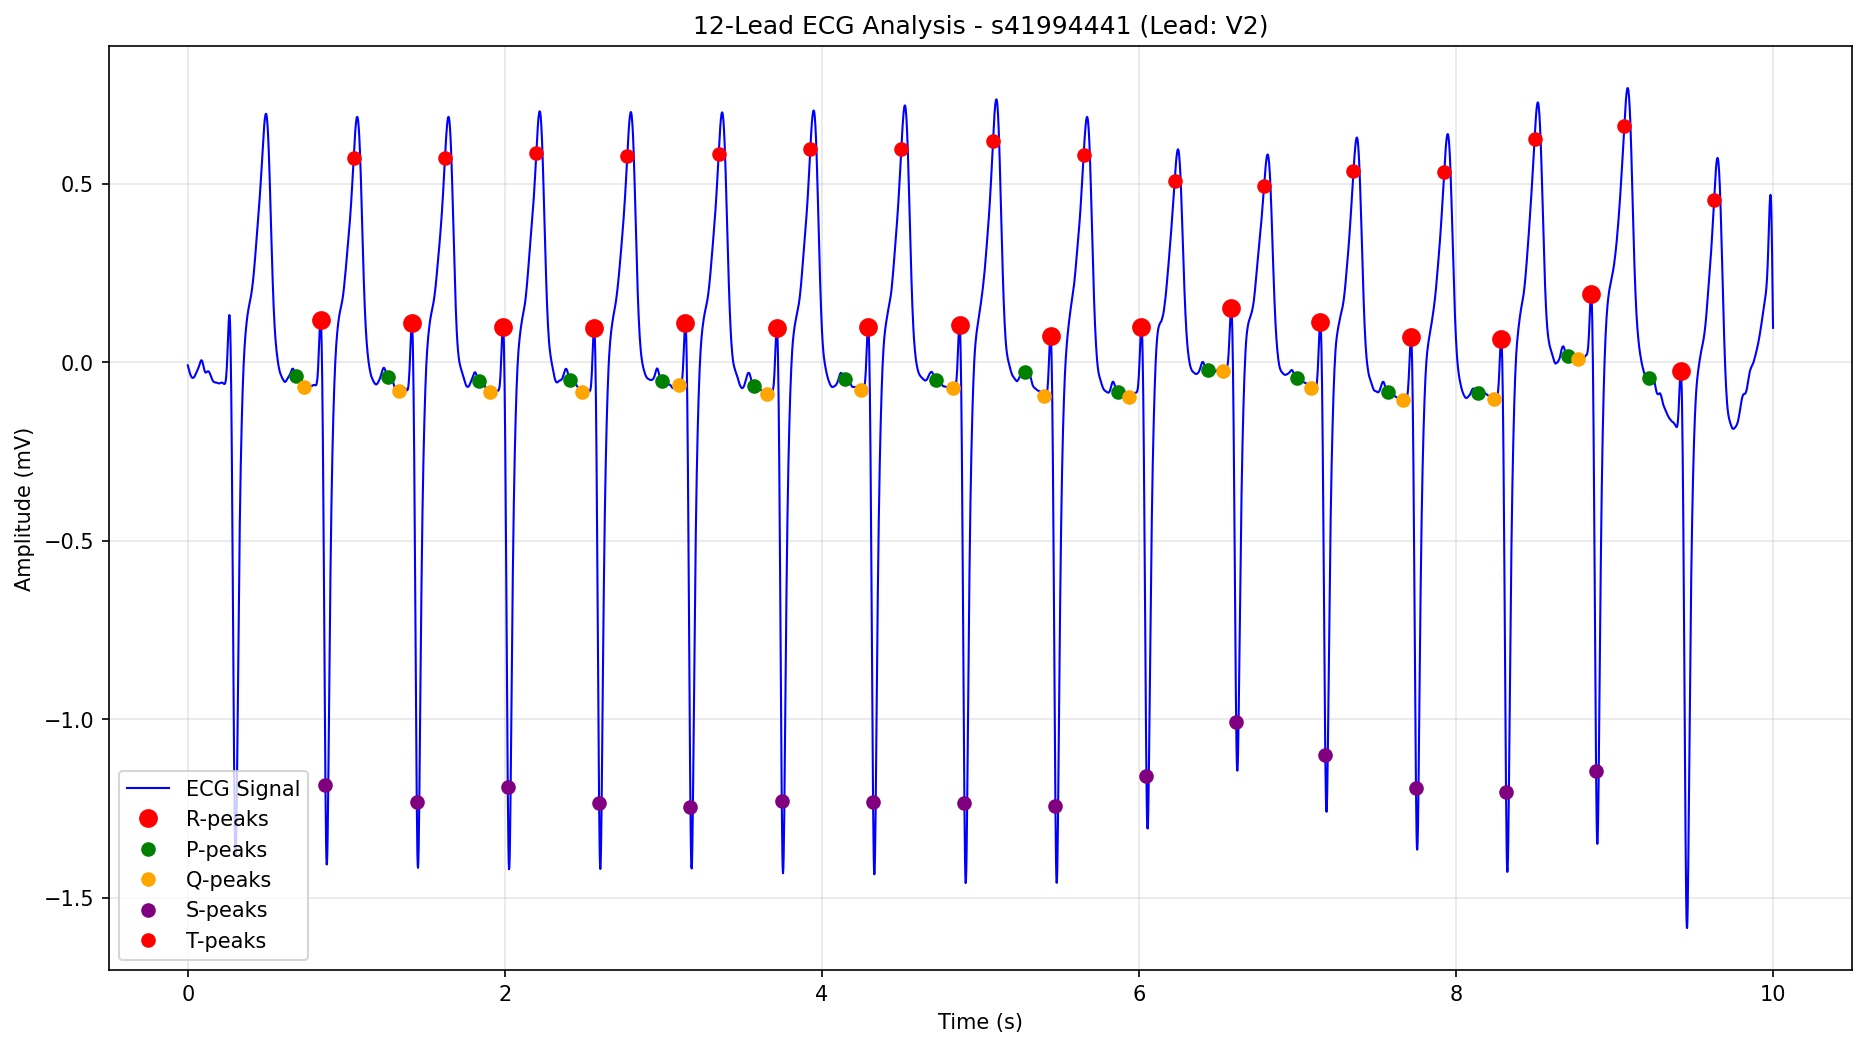 12-Lead ECG Analysis - s41994441 (Lead: V2)
Amplitude (mV)
0.5
0.0
−0.5
−1.0
−1.5
ECG Signal
R-peaks
P-peaks
Q-peaks
S-peaks
T-peaks
0 2 4 6 8 10
Time (s)